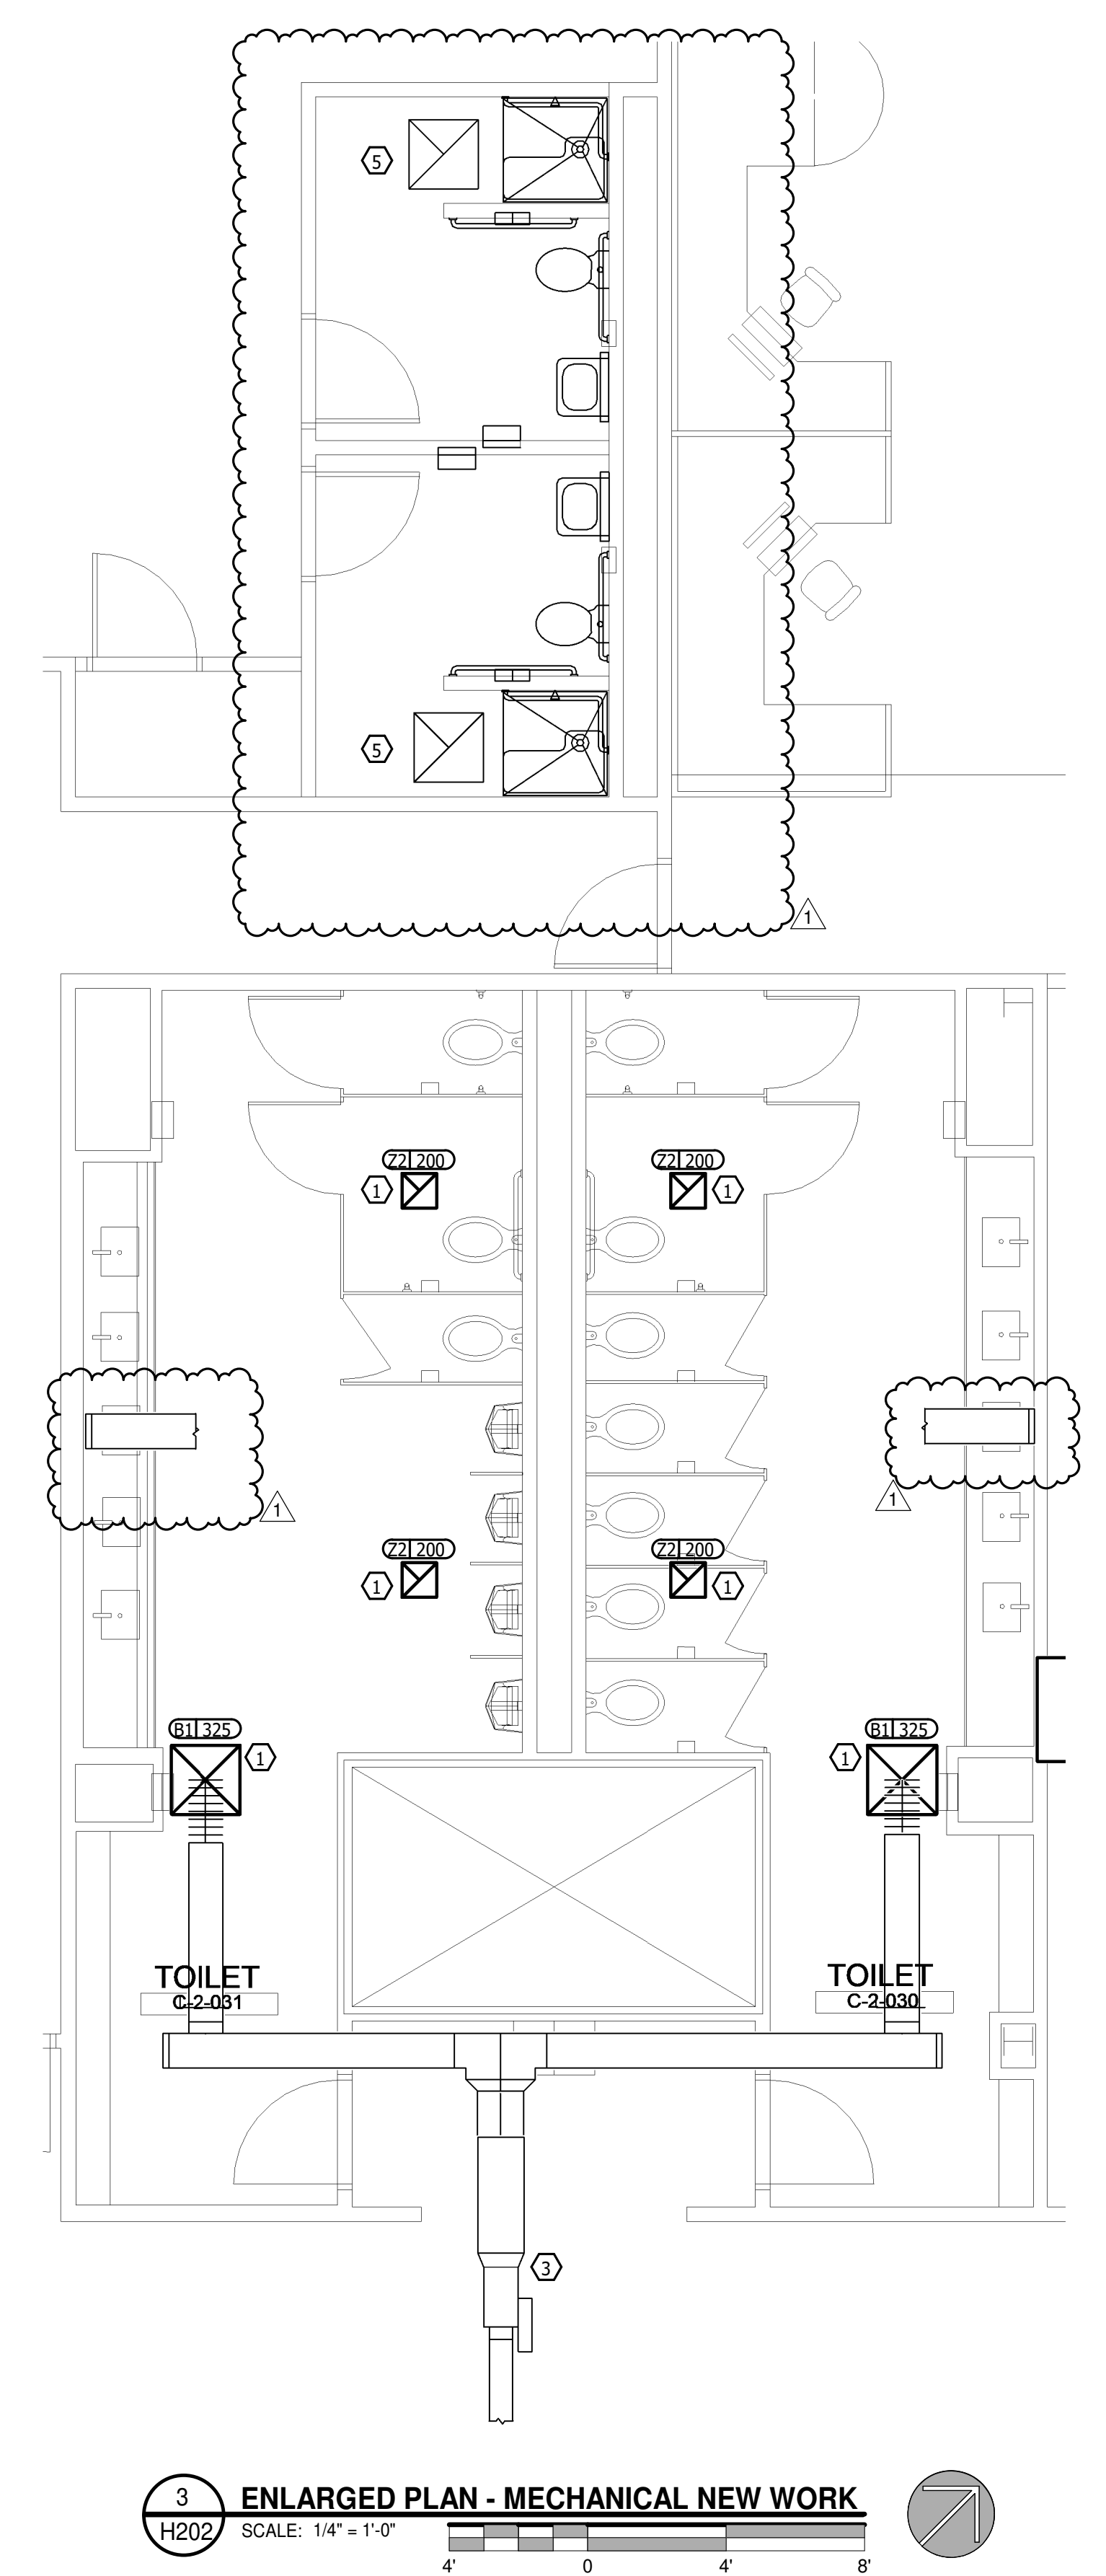 5
5
1
Z2 200
Z2 200
1
1
1
1
Z2 200
Z2 200
1
1
B1 325
B1 325
1
1
TOILET
C-2-031
TOILET
C-2-030
3
3
H202
ENLARGED PLAN - MECHANICAL NEW WORK
SCALE: 1/4" = 1'-0"
4'
0
4'
8'